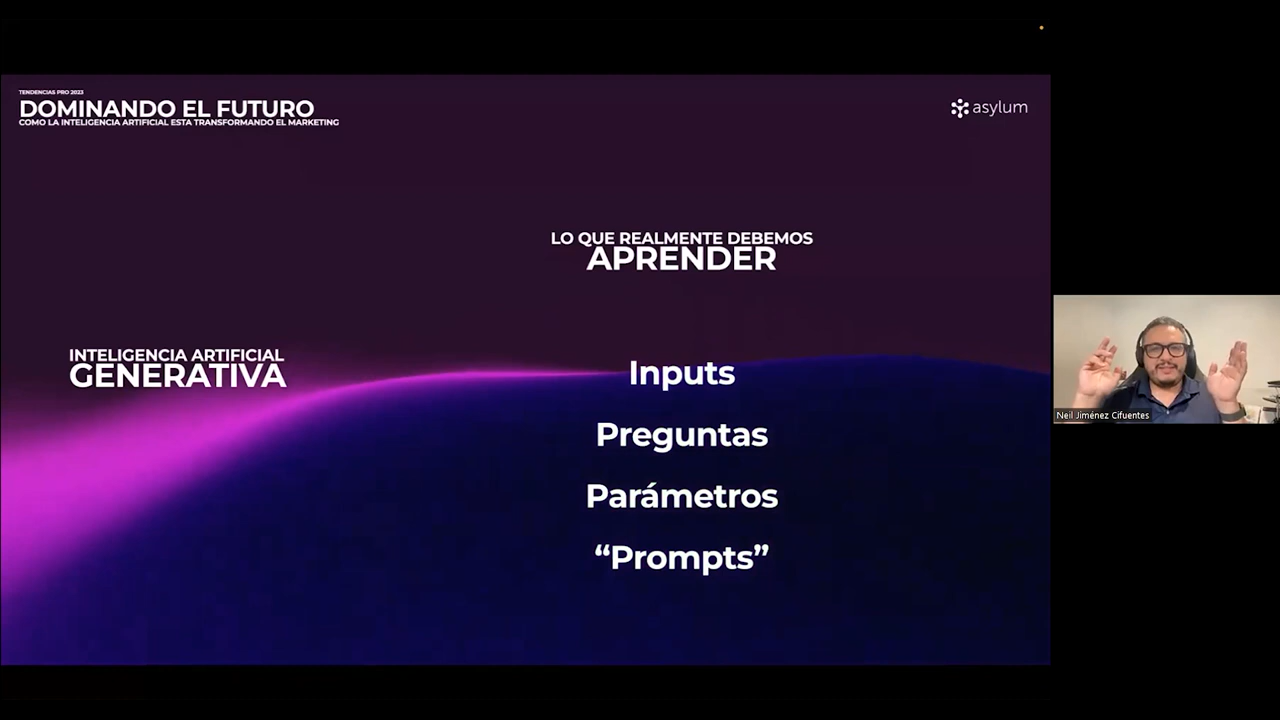 TENDENCIAS PRO 2023
DOMINANDO EL FUTURO
COMO LA INTELIGENCIA ARTIFICIAL ESTA TRANSFORMANDO EL MARKETING
asylum
LO QUE REALMENTE DEBEMOS
APRENDER
INTELIGENCIA ARTIFICIAL
GENERATIVA
Inputs
Preguntas
Parámetros
“Prompts”
Neil Jiménez Cifuentes